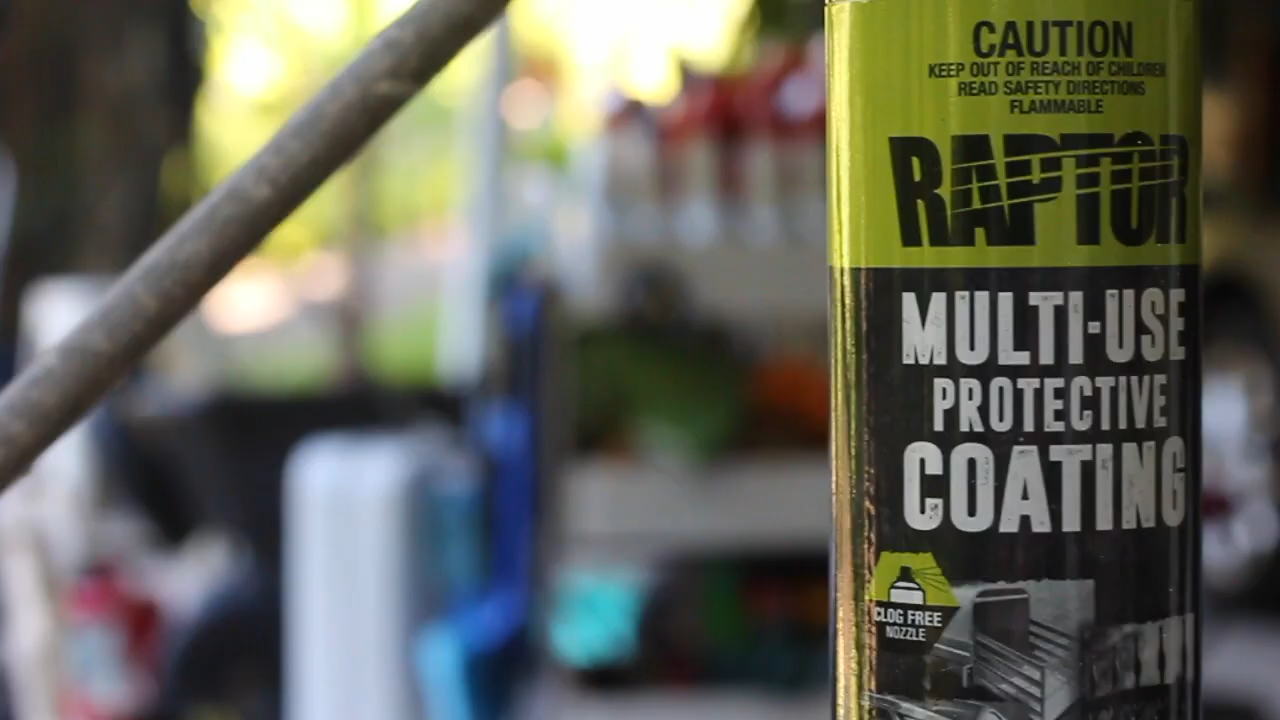 CAUTION
KEEP OUT OF REACH OF CHILDREN
READ SAFETY DIRECTIONS
FLAMMABLE
RAPTOR
MULTI-USE
PROTECTIVE
COATING
CLOG FREE
NOZZLE